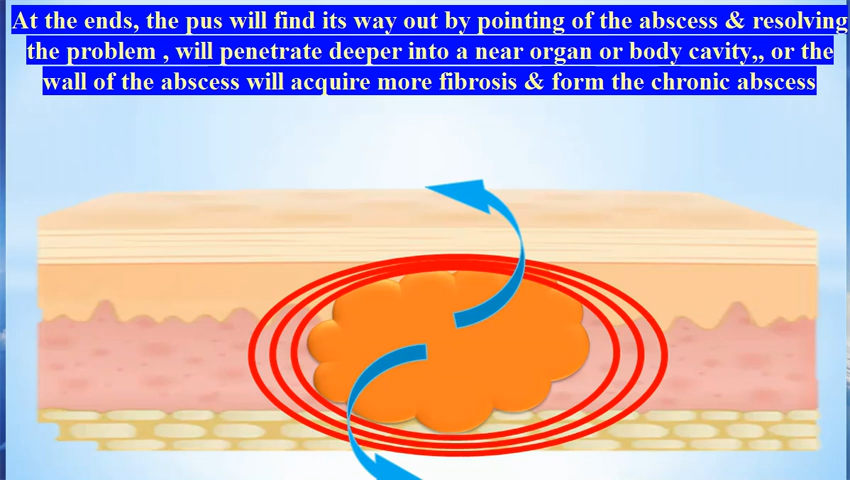 At the ends, the pus will find its way out by pointing of the abscess & resolving
the problem , will penetrate deeper into a near organ or body cavity,, or the
wall of the abscess will acquire more fibrosis & form the chronic abscess